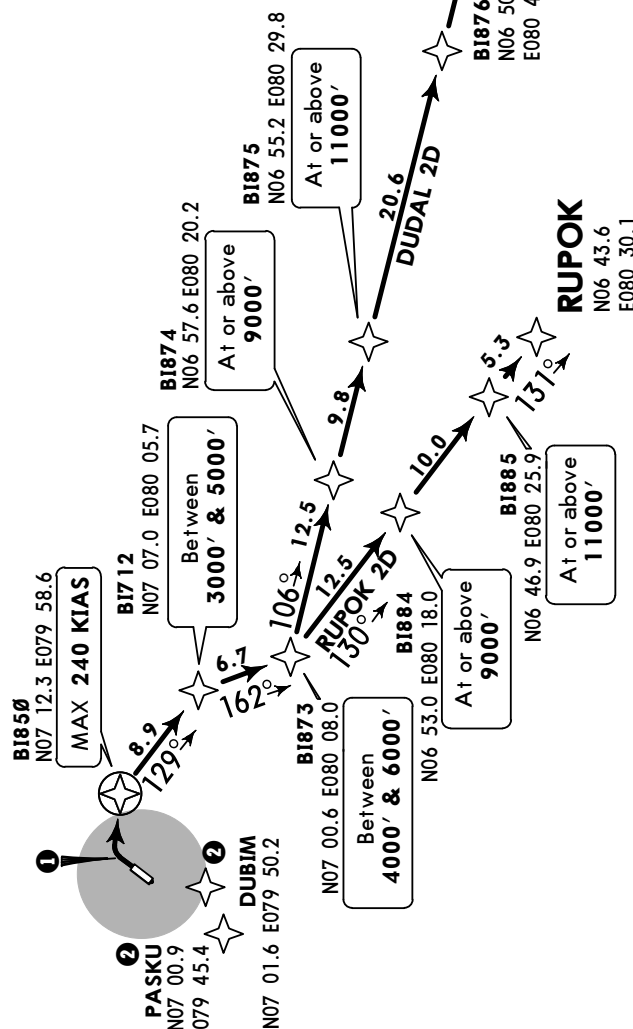 BI85Ø
N07 12.3 E079 58.6
MAX 240 KIAS
❶
8.9
129°
BI712
N07 07.0 E080 05.7
Between
3000' & 5000'
6.7
162°
❷
PASKU
N07 00.9
079 45.4
❷
DUBIM
N07 01.6 E079 50.2
BI873
N07 00.6 E080 08.0
Between
4000' & 6000'
106°
12.5
BI874
N06 57.6 E080 20.2
At or above
9000'
9.8
BI875
N06 55.2 E080 29.8
At or above
11000'
20.6
DUDAL 2D
BI876
N06
E080
12.5
RUPOK 2D
130°
BI884
N06 53.0 E080 18.0
At or above
9000'
10.0
BI885
N06 46.9 E080 25.9
At or above
11000'
5.3
131°
RUPOK
N06 43.6
E080 30.1